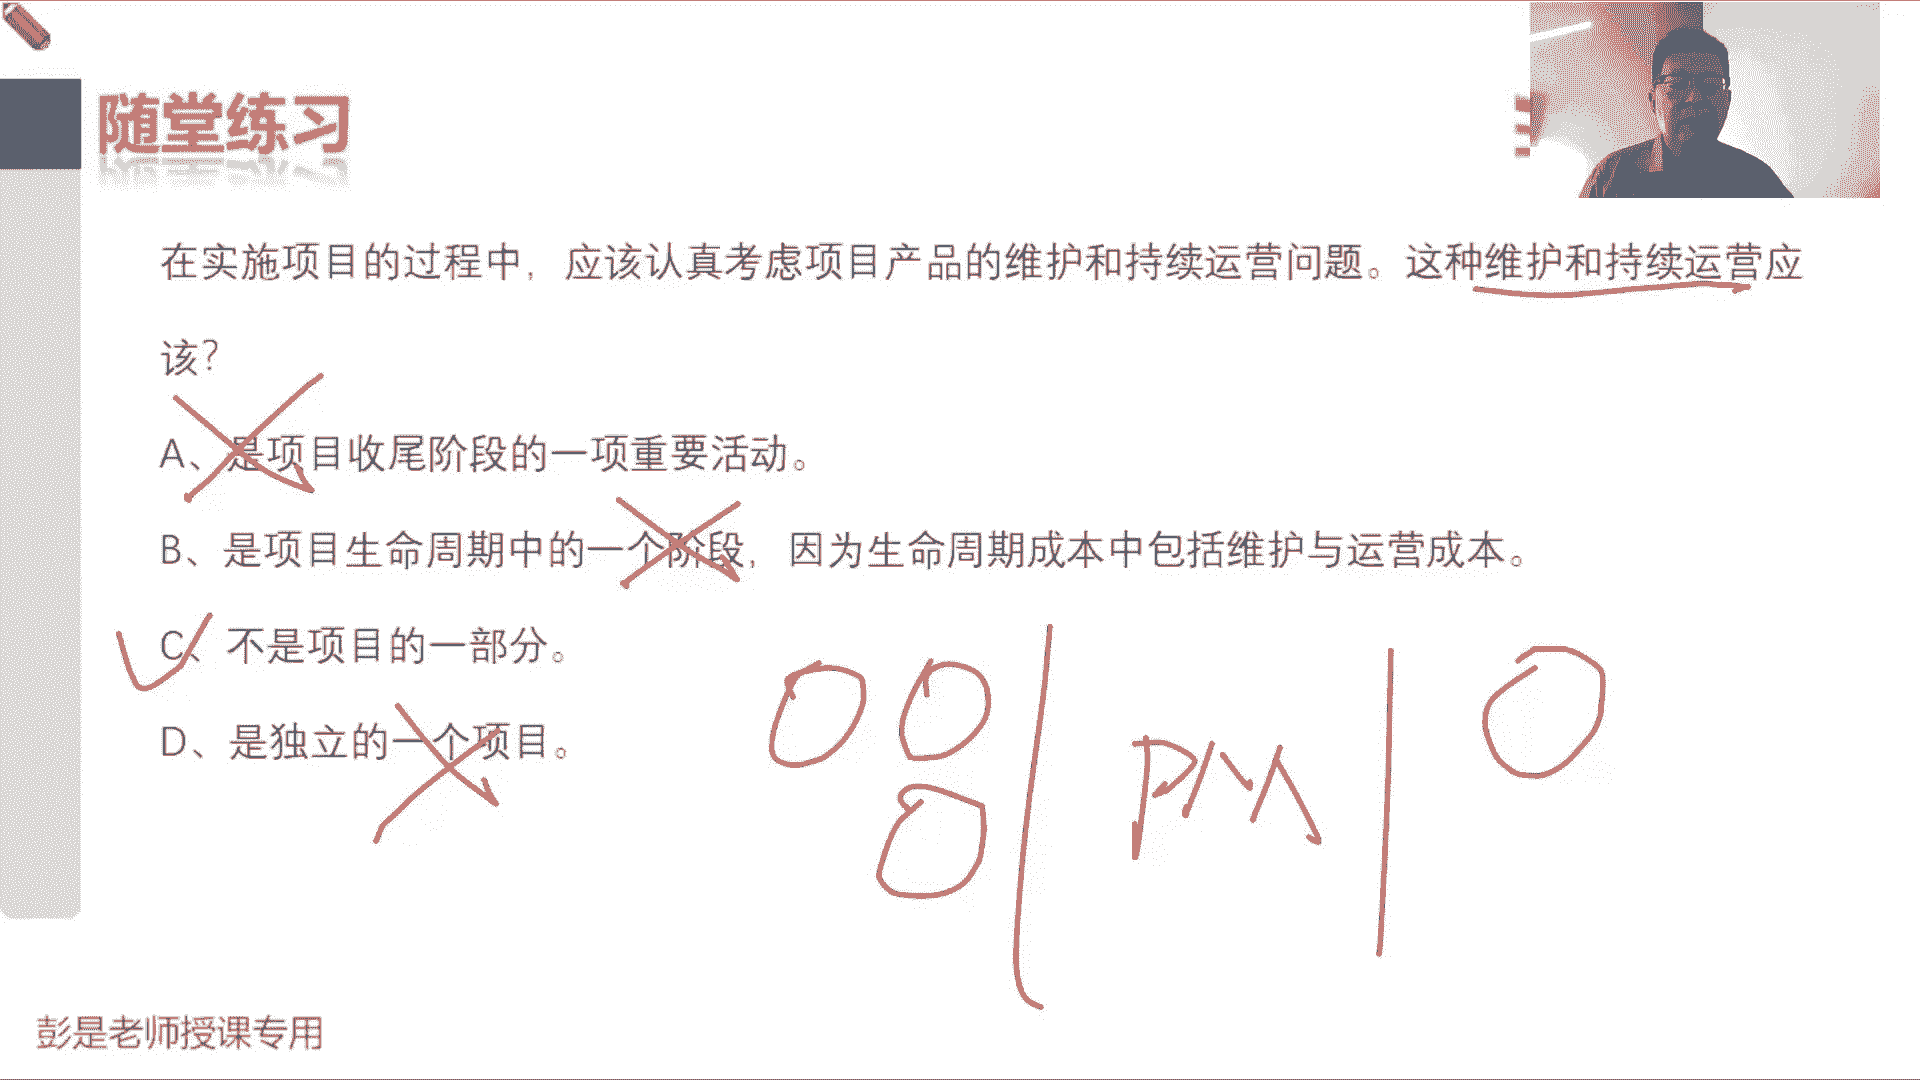 随堂练习
在实施项目的过程中，应该认真考虑项目产品的维护和持续运营问题。这种维护和持续运营应
该？
A、是项目收尾阶段的一项重要活动。
B、是项目生命周期中的一个阶段，因为生命周期成本中包括维护与运营成本。
C、不是项目的一部分。
D、是独立的一个项目。
PM
彭是老师授课专用